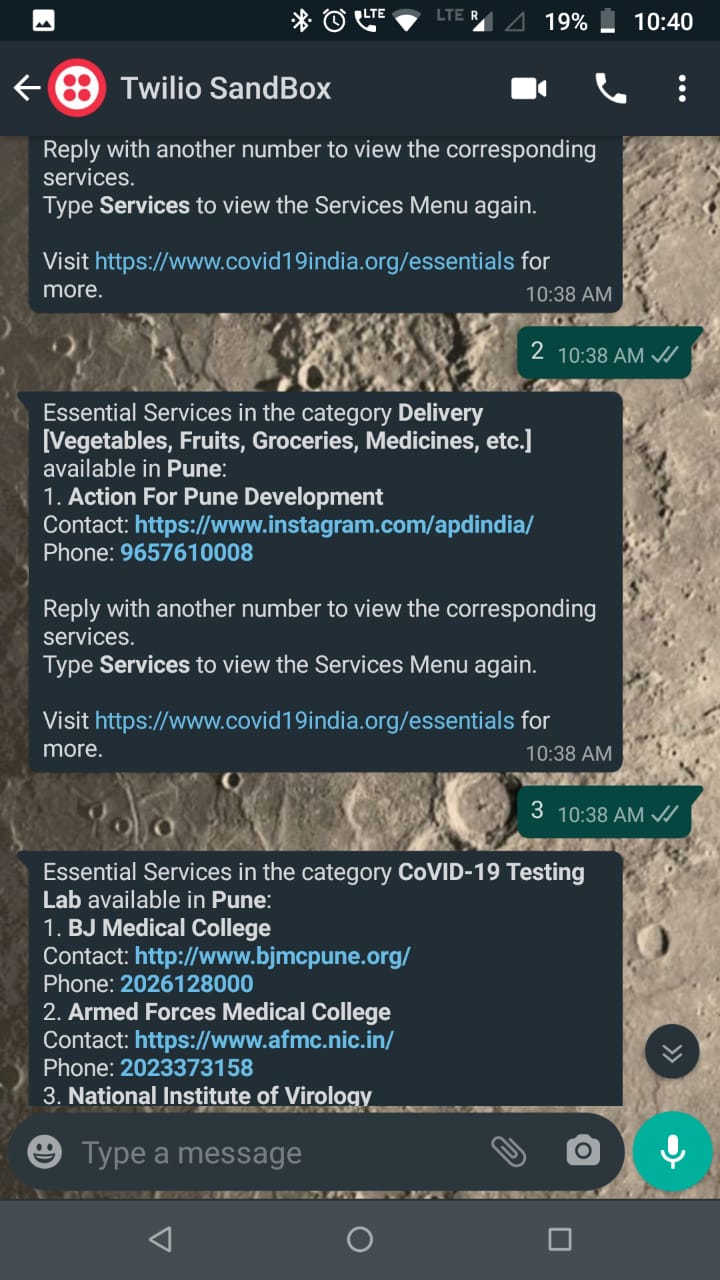 LTE LTE R 19% 10:40
Twilio SandBox
Reply with another number to view the corresponding
services.
Type Services to view the Services Menu again.
Visit https://www.covid19india.org/essentials for
more.
10:38 AM
2 10:38 AM
Essential Services in the category Delivery
[Vegetables, Fruits, Groceries, Medicines, etc.]
available in Pune:
1. Action For Pune Development
Contact: https://www.instagram.com/apdindia/
Phone: 9657610008
Reply with another number to view the corresponding
services.
Type Services to view the Services Menu again.
Visit https://www.covid19india.org/essentials for
more.
10:38 AM
3 10:38 AM
Essential Services in the category CoVID-19 Testing
Lab available in Pune:
1. BJ Medical College
Contact: http://www.bjmcpune.org/
Phone: 2026128000
2. Armed Forces Medical College
Contact: https://www.afmc.nic.in/
Phone: 2023373158
3. National Institute of Virology
Type a message